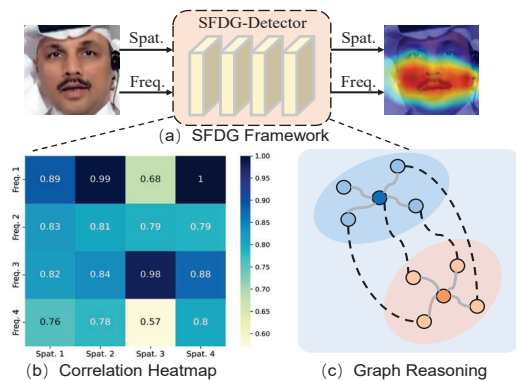 SFDG-Detector
Spat.
Spat.
Freq.
Freq.
(a) SFDG Framework
Freq. 1
0.89
0.99
0.68
1
Freq. 2
0.83
0.81
0.79
0.79
Freq. 3
0.82
0.84
0.98
0.88
Freq. 4
0.76
0.78
0.57
0.8
Spat. 1
Spat. 2
Spat. 3
Spat. 4
1.00
0.95
0.90
0.85
0.80
0.75
0.70
0.65
0.60
(b) Correlation Heatmap
(c) Graph Reasoning